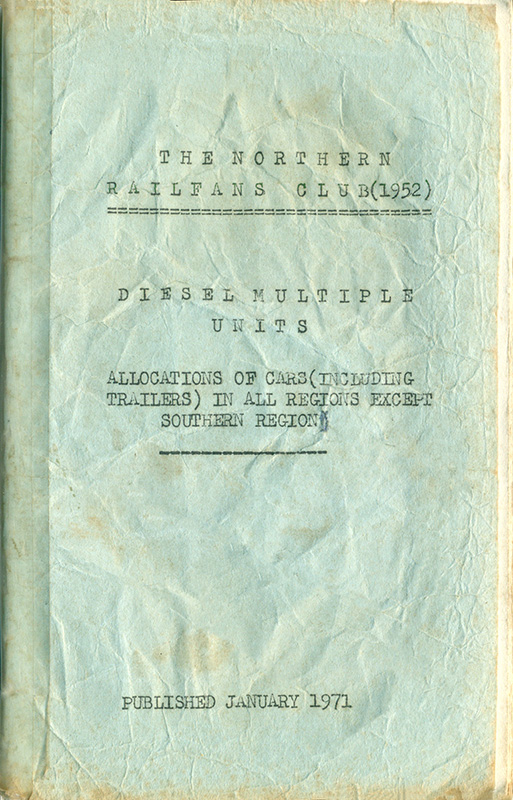 THE NORTHERN
RAILFANS CLUB(1952)
DIESEL MULTIPLE
UNITS
ALLOCATIONS OF CARS(INCLUDING
TRAILERS) IN ALL REGIONS EXCEPT
SOUTHERN REGION
PUBLISHED JANUARY 1971